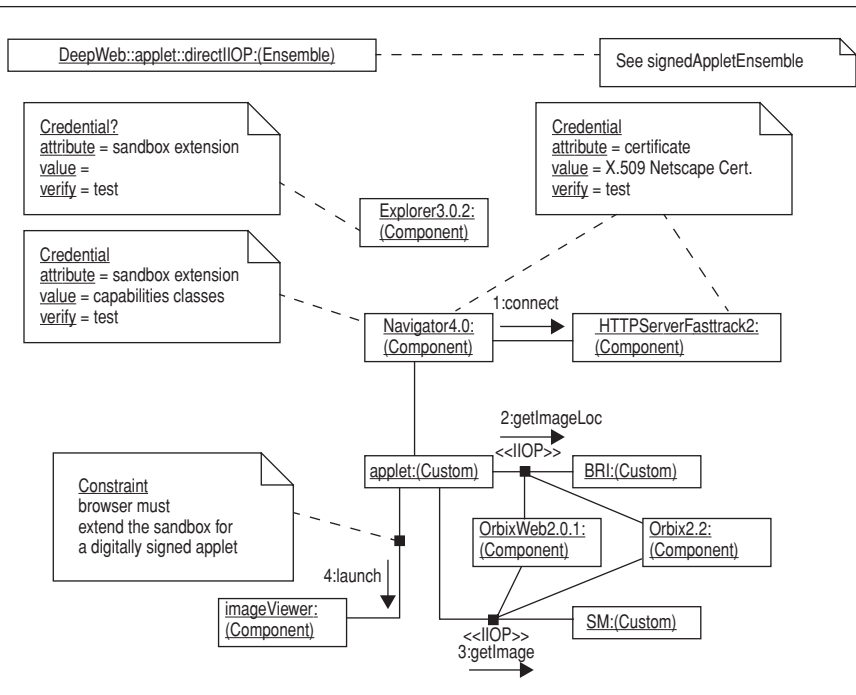 DeepWeb::applet::directIIOP:(Ensemble)
See signedAppletEnsemble
Credential?
attribute = sandbox extension
value =
verify = test
Credential
attribute = certificate
value = X.509 Netscape Cert.
verify = test
Explorer3.0.2:
(Component)
Credential
attribute = sandbox extension
value = capabilities classes
verify = test
1:connect
Navigator4.0:
(Component)
HTTPServerFasttrack2:
(Component)
2:getImageLoc
<<IIOP>>
applet:(Custom)
BRI:(Custom)
Constraint
browser must
extend the sandbox for
a digitally signed applet
OrbixWeb2.0.1:
(Component)
Orbix2.2:
(Component)
4:launch
imageViewer:
(Component)
SM:(Custom)
<<IIOP>>
3:getImage